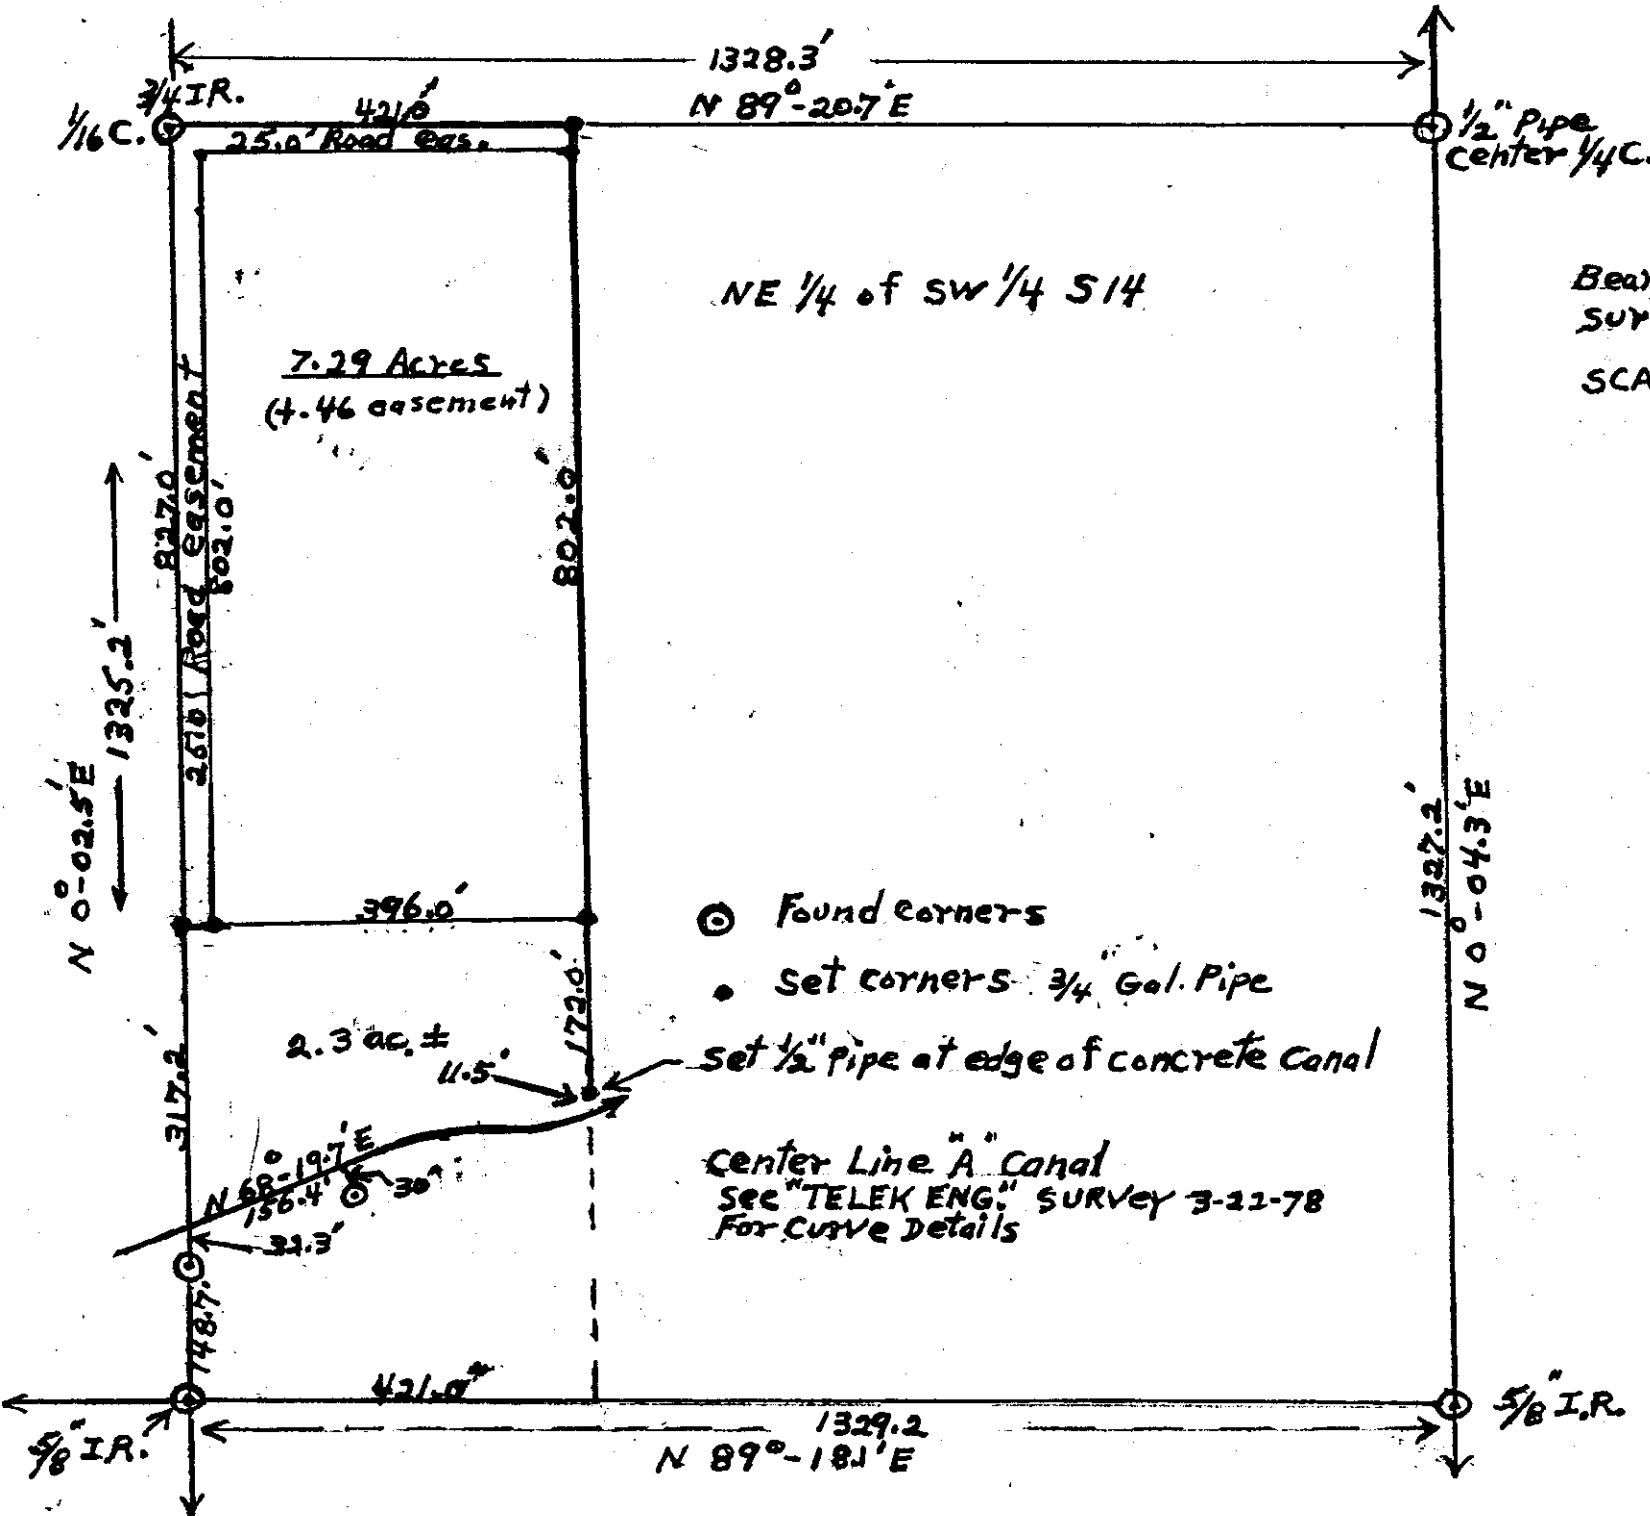 1328.3'
N 89°-20.7'E
3/4 I.R.
1/16 C.
421.0'
25.0' Road eas.
1/2" Pipe
Center 1/4 C.
NE 1/4 of SW 1/4 S14
7.29 Acres
(+.46 easement)
SCA
827.0'
Road easement
802.0'
802.0'
1325.2'
N 0°-02.5'E
396.0'
Found corners
Set corners 3/4" Gal. Pipe
1327.2'
N 0°-04.3'E
172.0'
2.3 ac. ±
11.5'
Set 1/2" Pipe at edge of concrete Canal
317.2'
N 68°-19.7'E
156.4'
30"
32.3'
Center Line "A" Canal
See "TELEK ENG." SURVEY 3-22-78
For Curve Details
148.7'
421.0"
5/8" I.R.
1329.2
N 89°-18.1'E
5/8" I.R.